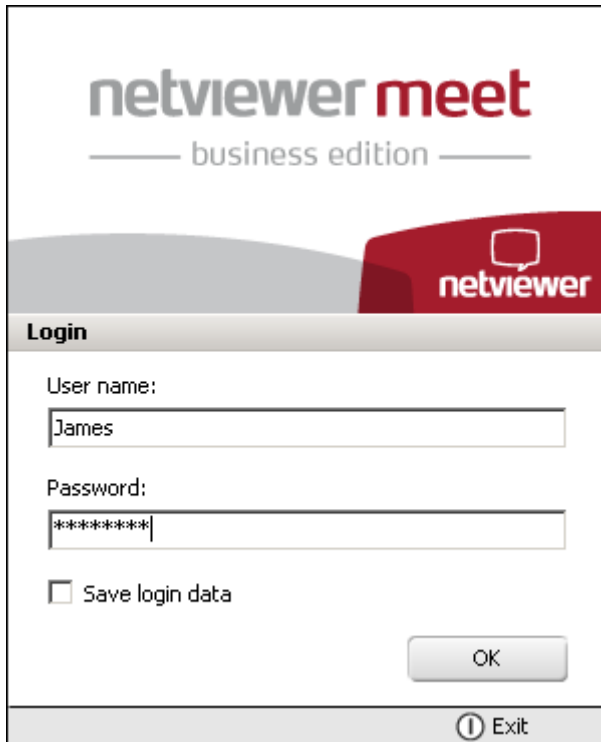 netviewer meet
business edition
netviewer
Login
User name:
James
Password:
********
Save login data
OK
Exit